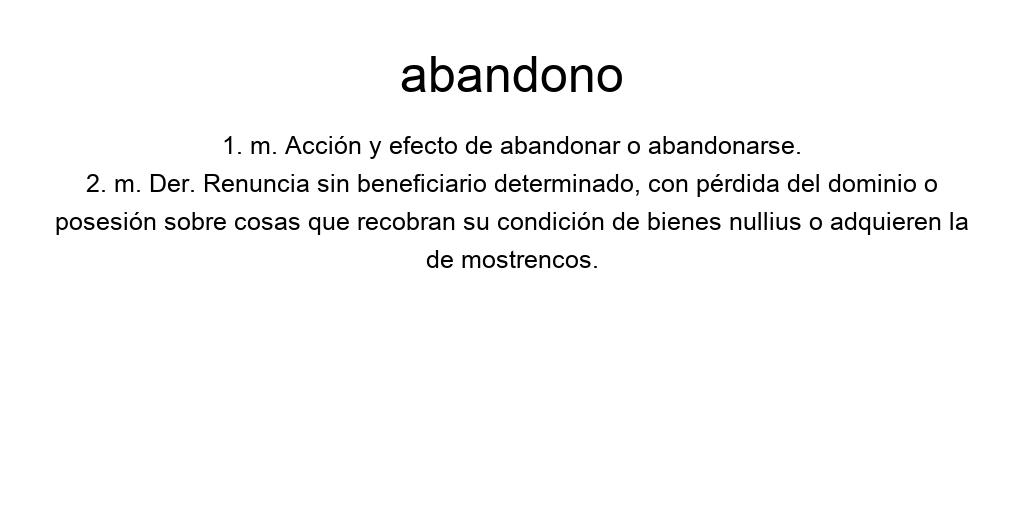 abandono
1. m. Acción y efecto de abandonar o abandonarse.
2. m. Der. Renuncia sin beneficiario determinado, con pérdida del dominio o
posesión sobre cosas que recobran su condición de bienes nullius o adquieren la
de mostrencos.